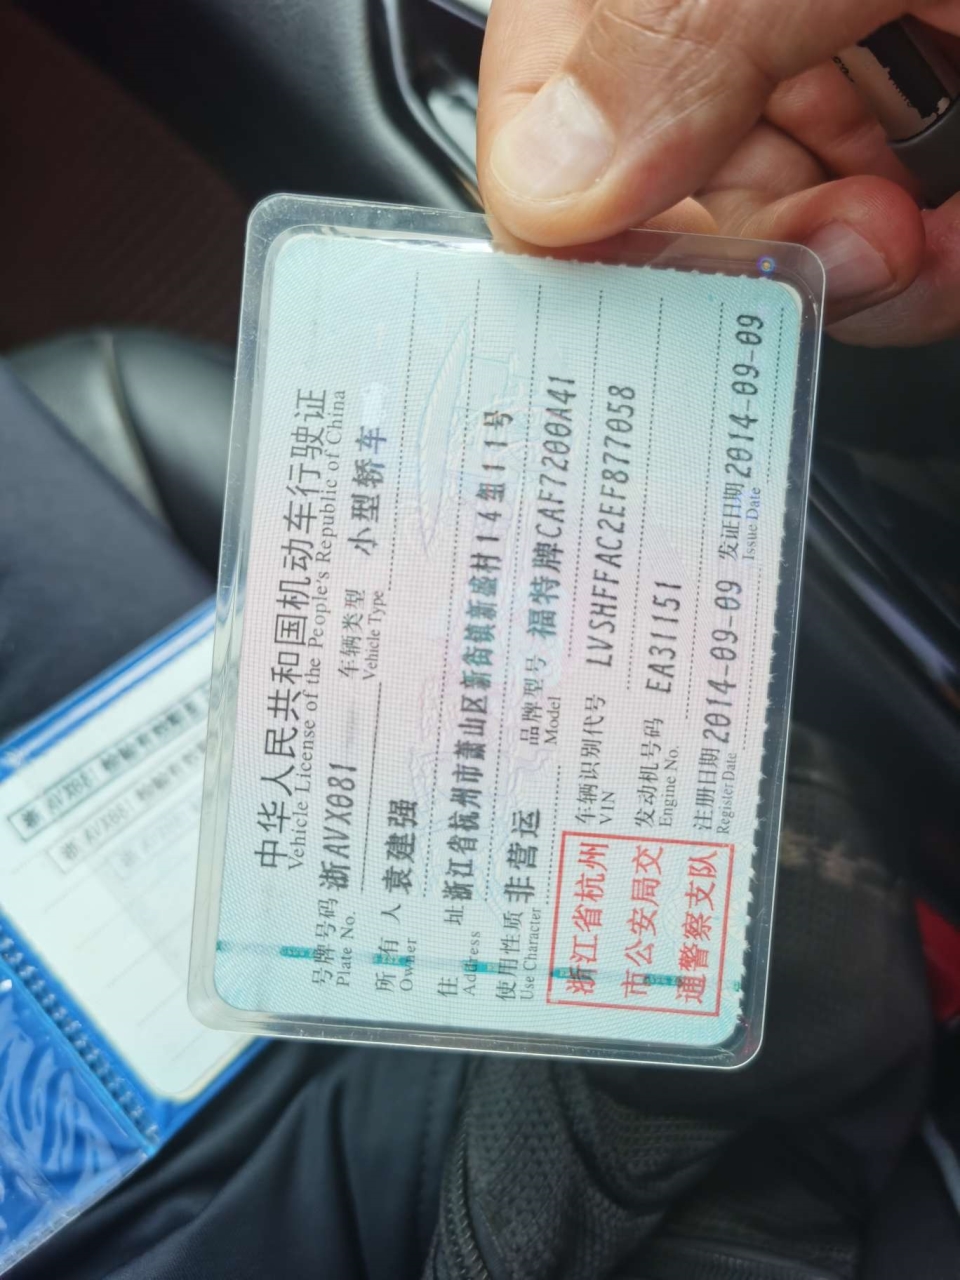 中华人民共和国机动车行驶证
Vehicle License of the People's Republic of China
号牌号码 浙AVX081 车辆类型 小型轿车
Plate No. Vehicle Type
所有人 袁建强
Owner
住址 浙江省杭州市萧山区新街镇新盛村14组11号
Address
使用性质 非营运 品牌型号 福特牌CAF7200A41
Use Character Model
浙江省杭州
市公安局交
通警察支队
车辆识别代号 LVSHFFAC2EF877058
VIN
发动机号码 EA31151
Engine No.
注册日期 2014-09-09 发证日期 2014-09-09
Register Date Issue Date